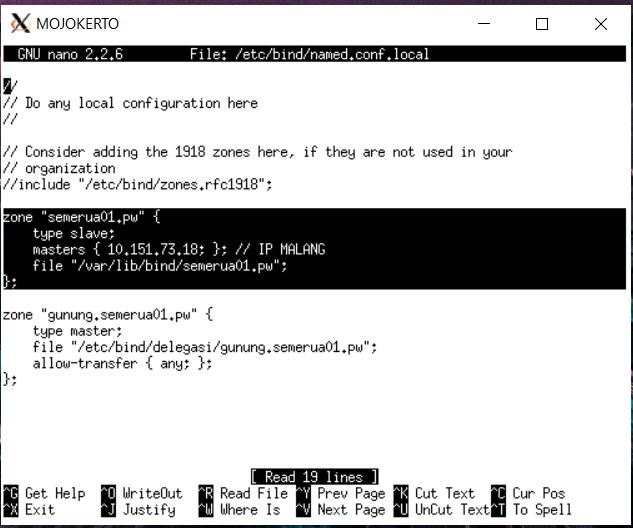 MOJOKERTO
GNU nano 2.2.6 File: /etc/bind/named.conf.local
//
// Do any local configuration here
//
// Consider adding the 1918 zones here, if they are not used in your
// organization
//include "/etc/bind/zones.rfc1918";
zone "semerua01.pw" {
    type slave;
    masters { 10.151.73.18; }; // IP MALANG
    file "/var/lib/bind/semerua01.pw";
};
zone "gunung.semerua01.pw" {
    type master;
    file "/etc/bind/delegasi/gunung.semerua01.pw";
    allow-transfer { any; };
};
[ Read 19 lines ]
^G Get Help ^O WriteOut ^R Read File ^Y Prev Page ^K Cut Text ^C Cur Pos
^X Exit ^J Justify ^W Where Is ^V Next Page ^U UnCut Text ^T To Spell